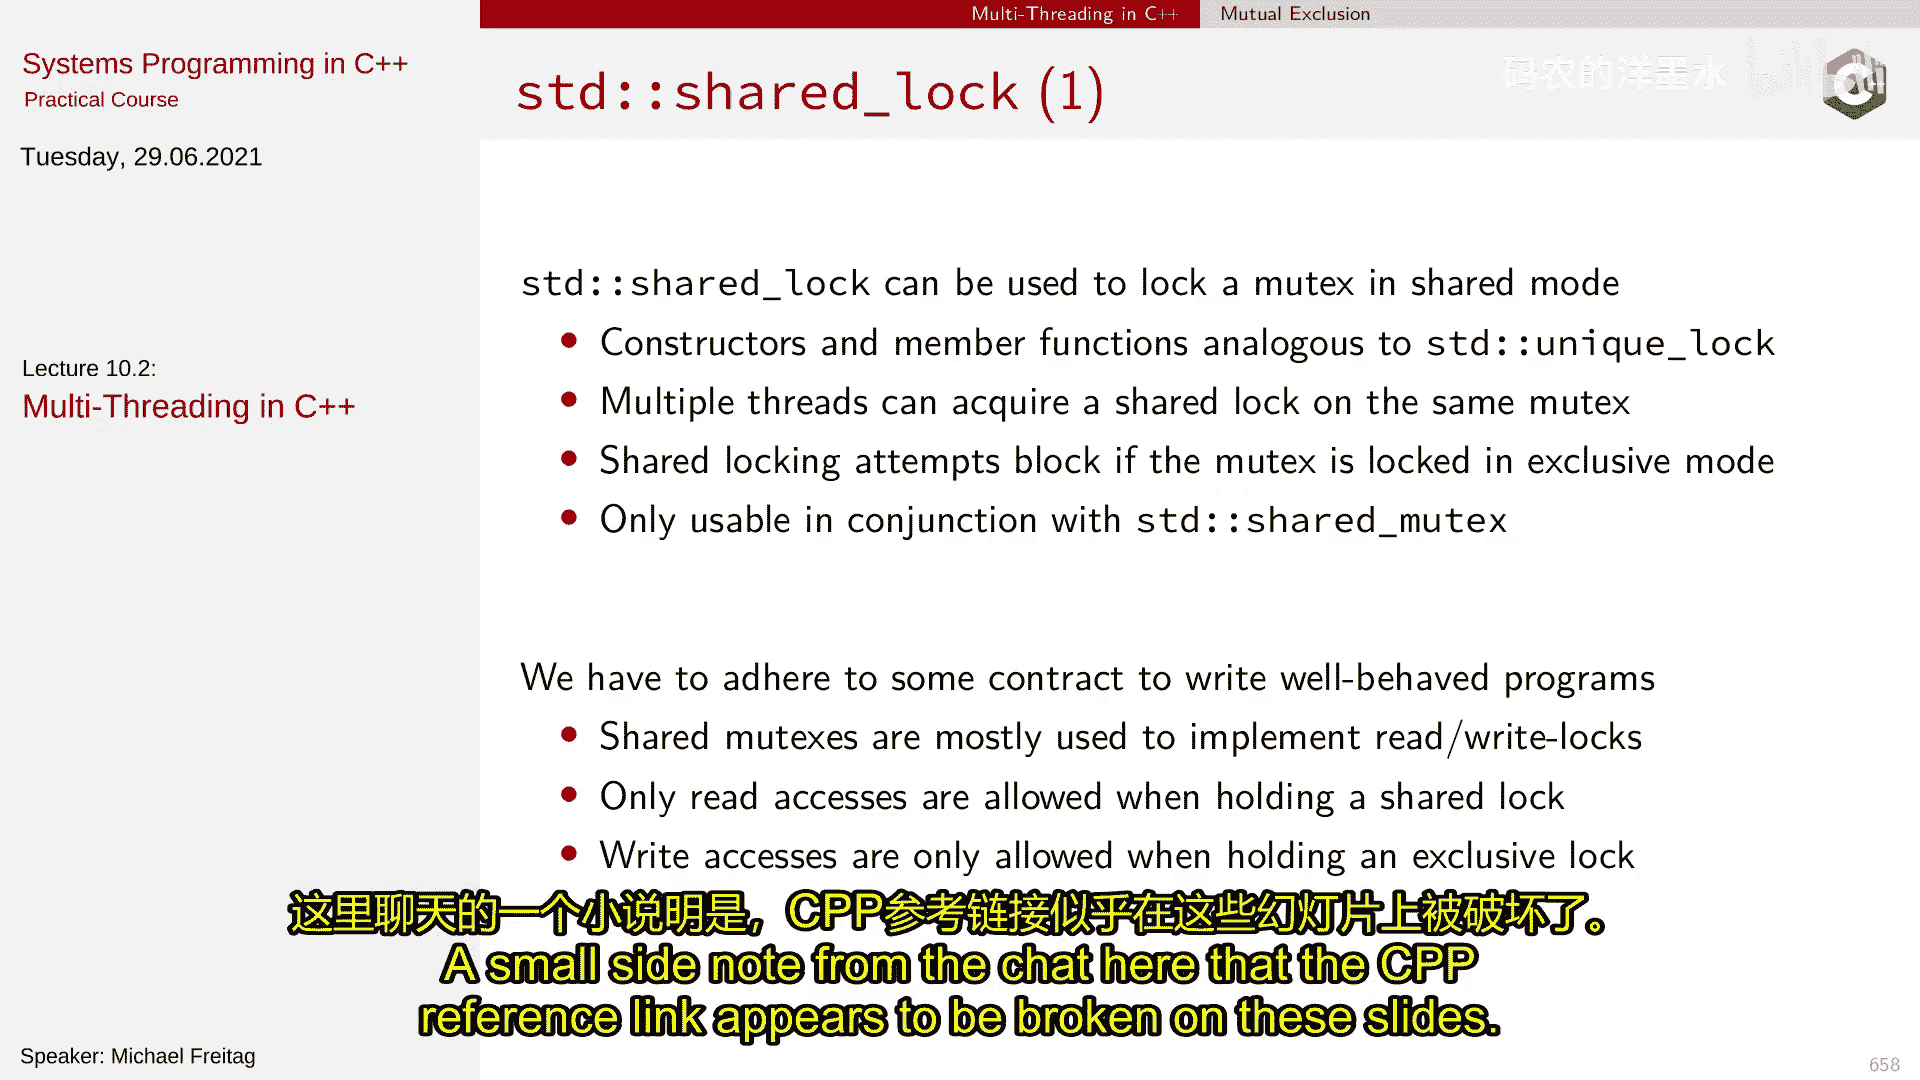 Multi-Threading in C++ Mutual Exclusion
Systems Programming in C++
Practical Course
Tuesday, 29.06.2021
Lecture 10.2:
Multi-Threading in C++
std::shared_lock (1)
码农的洋墨水
std::shared_lock can be used to lock a mutex in shared mode
• Constructors and member functions analogous to std::unique_lock
• Multiple threads can acquire a shared lock on the same mutex
• Shared locking attempts block if the mutex is locked in exclusive mode
• Only usable in conjunction with std::shared_mutex
We have to adhere to some contract to write well-behaved programs
• Shared mutexes are mostly used to implement read/write-locks
• Only read accesses are allowed when holding a shared lock
• Write accesses are only allowed when holding an exclusive lock
这里聊天的一个小说明是，CPP参考链接似乎在这些幻灯片上被破坏了。
A small side note from the chat here that the CPP
reference link appears to be broken on these slides.
Speaker: Michael Freitag
658